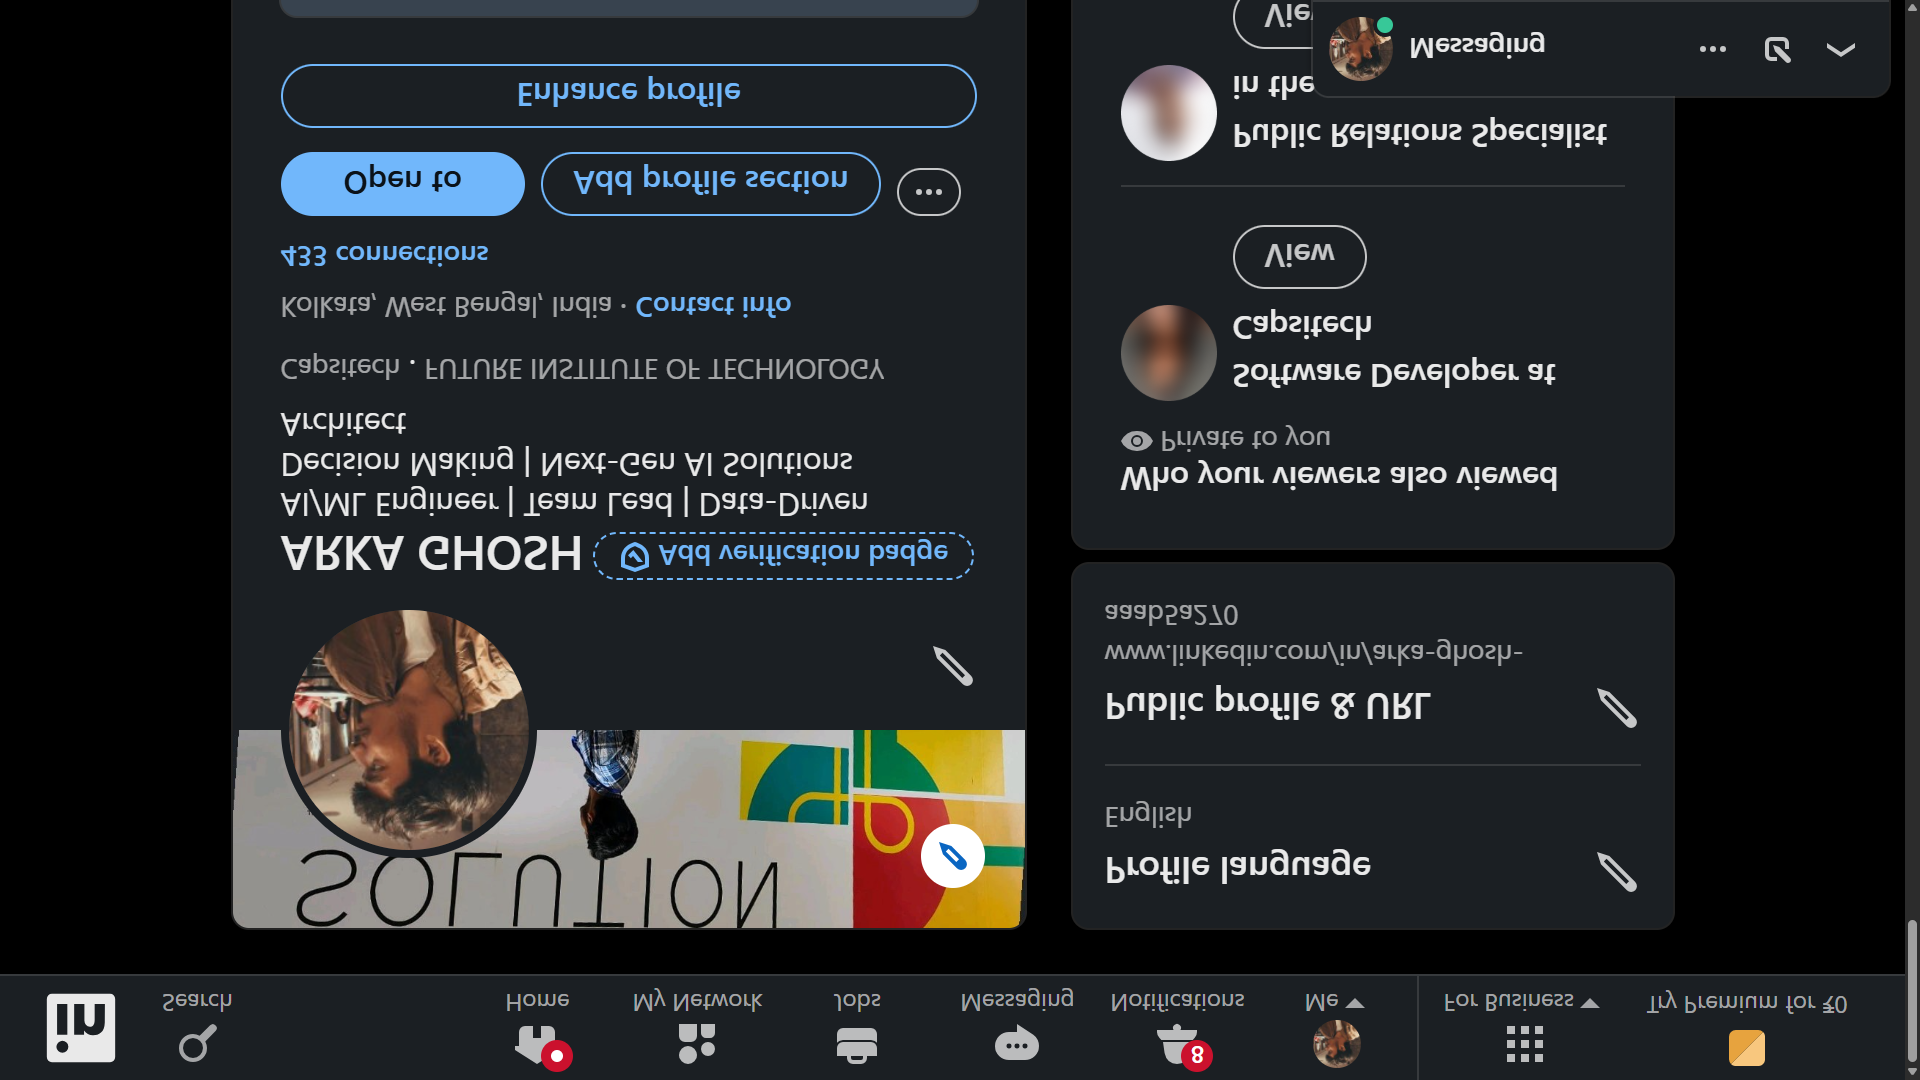 in
Search
Home
My Network
Jobs
Messaging
8
Notifications
Me
For Business
Try Premium for ₹0
SOLUTION
ARKA GHOSH
Add verification badge
AI/ML Engineer | Team Lead | Data-Driven
Decision Making | Next-Gen AI Solutions
Architect
Capsitech · FUTURE INSTITUTE OF TECHNOLOGY
Kolkata, West Bengal, India · Contact info
433 connections
Open to
Add profile section
Enhance profile
Profile language
English
Public profile & URL
www.linkedin.com/in/arka-ghosh-
aaab5a270
Who your viewers also viewed
Private to you
Software Developer at
Capsitech
View
Public Relations Specialist
in the
Messaging